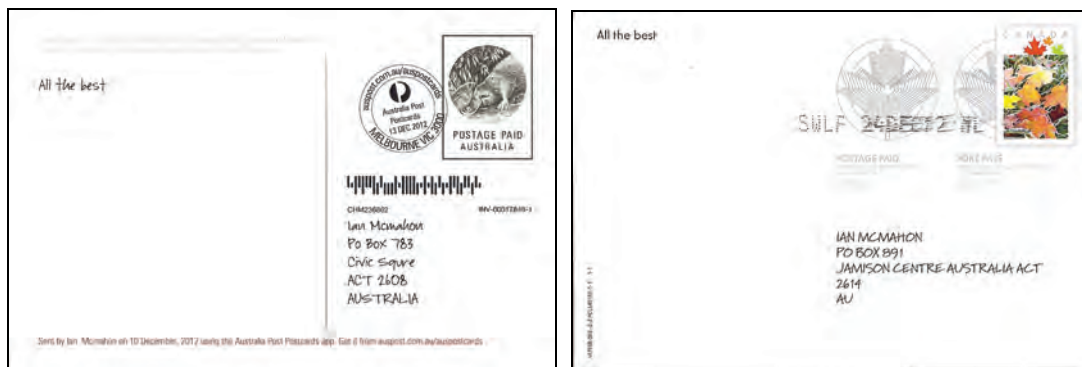 All the best
auspost.com.au/auspostcards
Australia Post
Postcards
13 DEC 2012
MELBOURNE VIC 3000
POSTAGE PAID
AUSTRALIA
Ian Mcmahon
Po Box 783
Civic Squre
ACT 2608
AUSTRALIA
Sent by Ian Mcmahon on 10 December, 2012 using the Australia Post Postcards app. Get it from auspost.com.au/auspostcards
All the best
CANADA
POSTAGE PAID
PORT PAYÉ
IAN MCMAHON
PO BOX 891
JAMISON CENTRE AUSTRALIA ACT
2614
AU